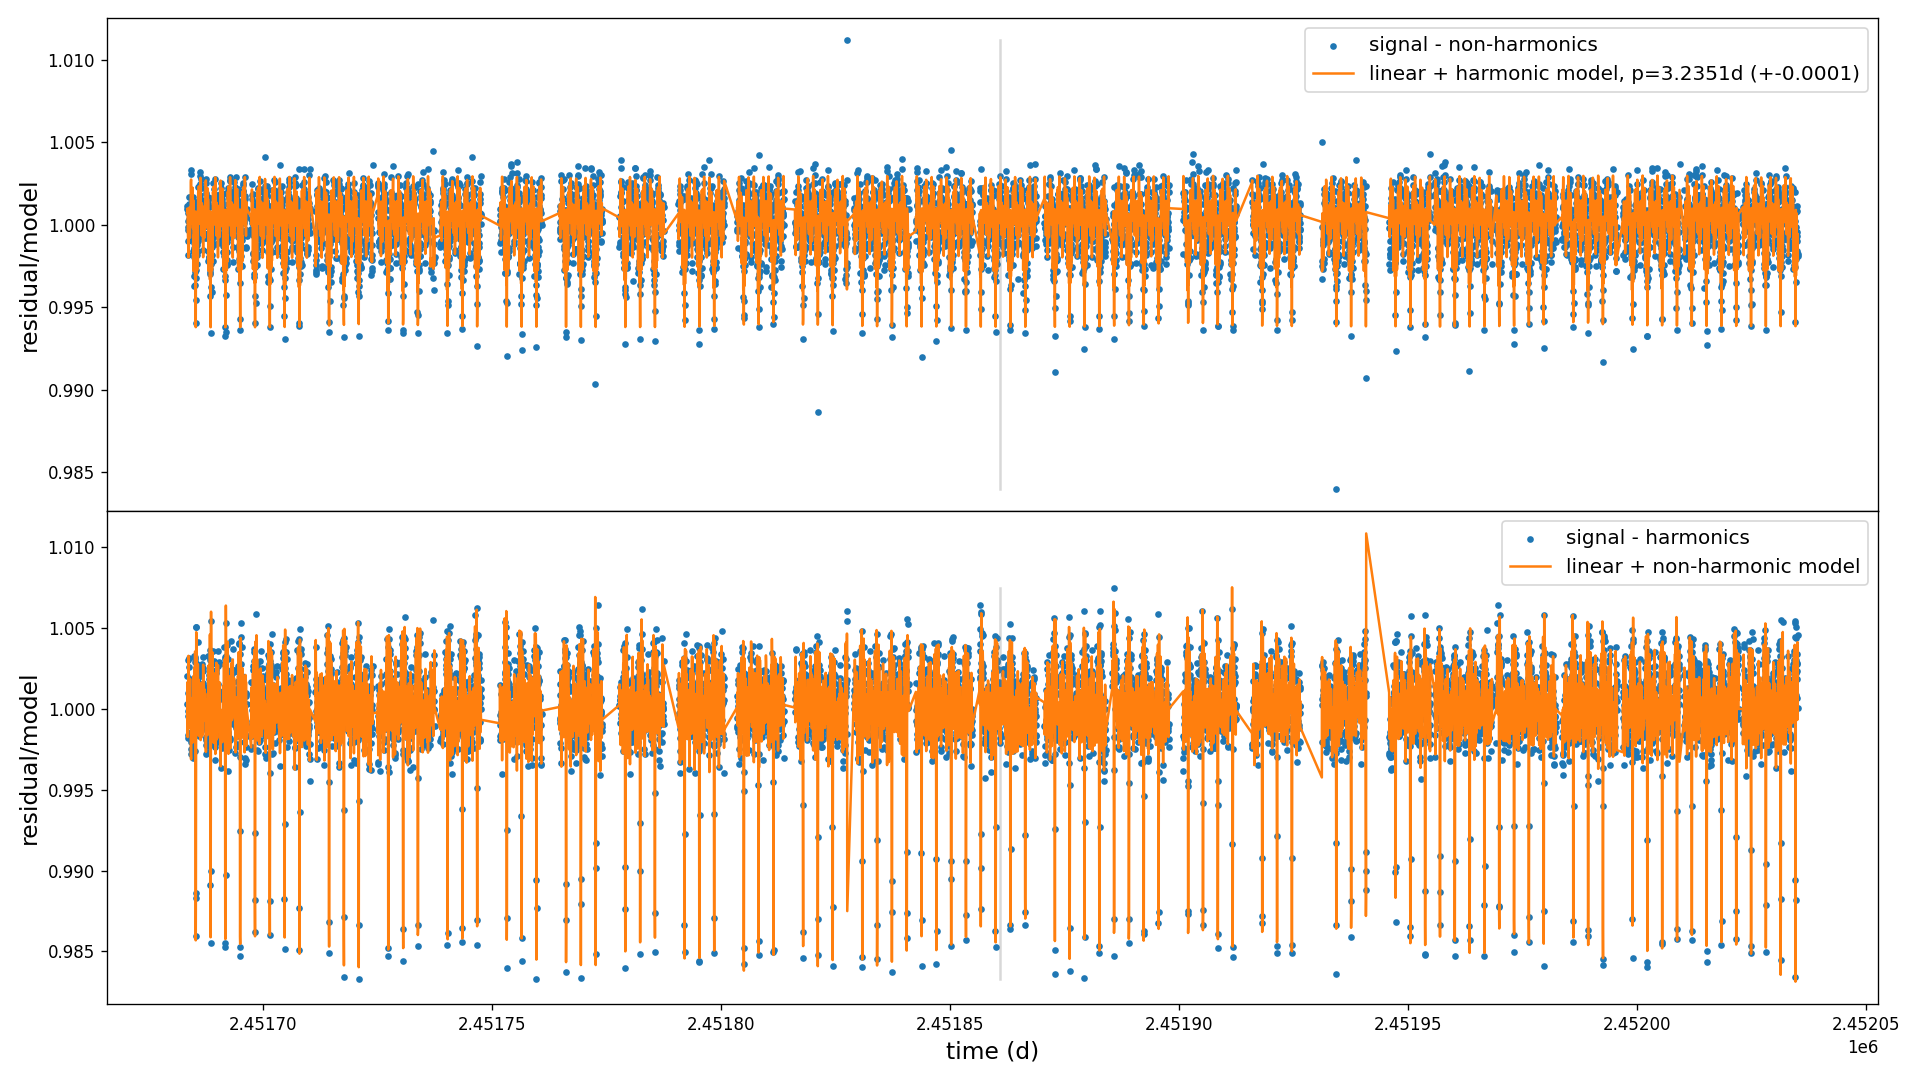 signal - non-harmonics
linear + harmonic model, p=3.2351d (+-0.0001)
1.010
1.005
1.000
0.995
0.990
0.985
residual/model
signal - harmonics
linear + non-harmonic model
1.010
1.005
1.000
0.995
0.990
0.985
residual/model
2.45170 2.45175 2.45180 2.45185 2.45190 2.45195 2.45200 2.45205
1e6
time (d)